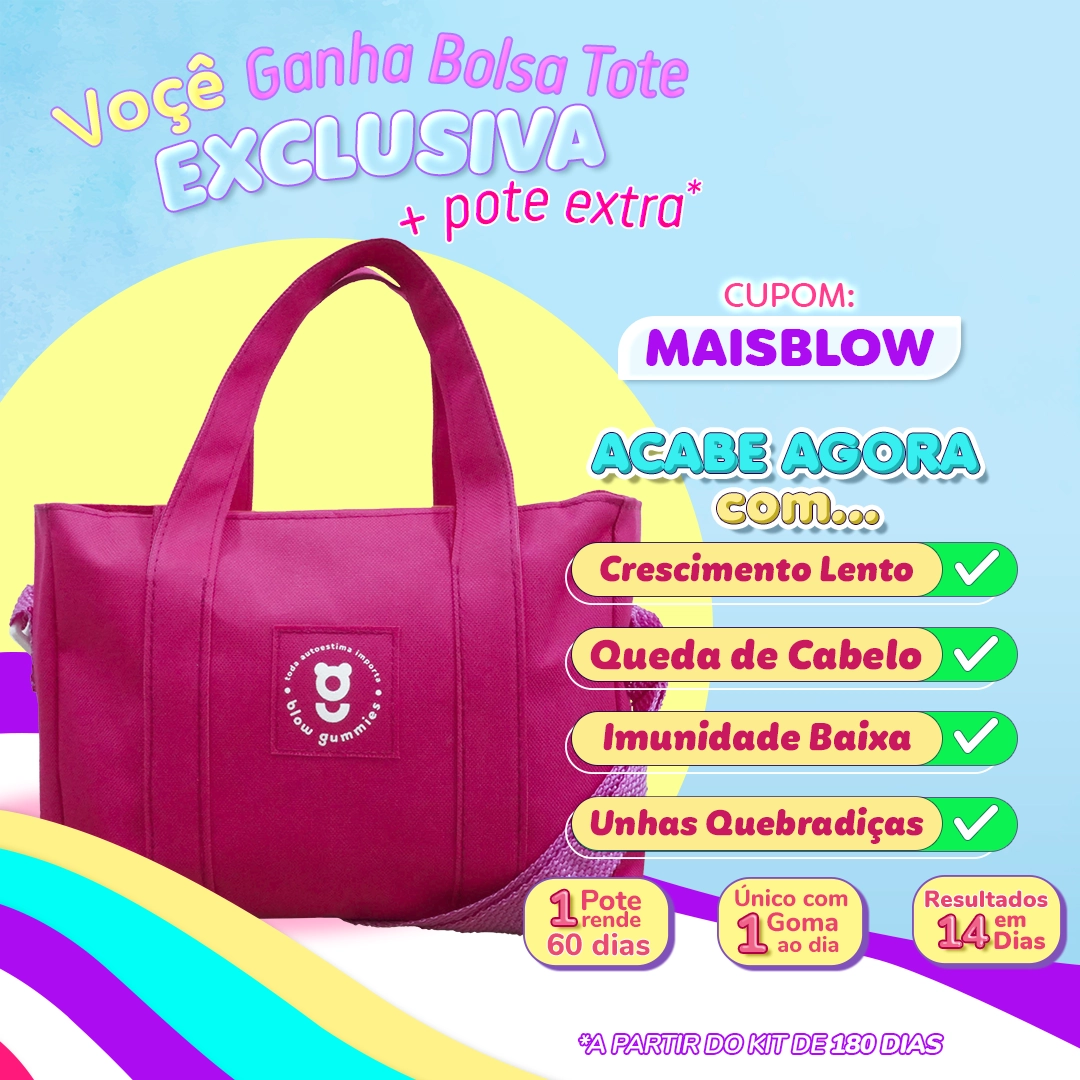 Voçê Ganha Bolsa Tote
EXCLUSIVA
+ pote extra*
CUPOM:
MAISBLOW
ACABE AGORA
com...
Crescimento Lento
Queda de Cabelo
Imunidade Baixa
Unhas Quebradiças
toda autoestima importa
blow gummies
1 Pote
rende
60 dias
Único com
1 Goma
ao dia
Resultados
14 em
Dias
*A PARTIR DO KIT DE 180 DIAS